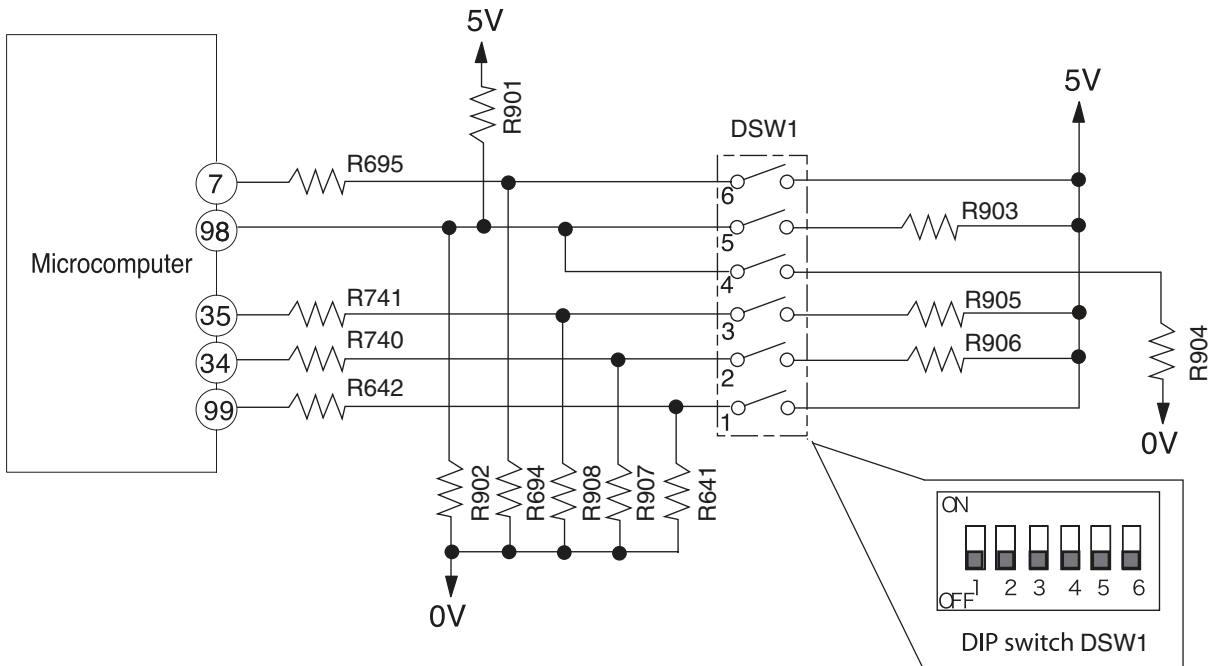 5V
R901
5V
DSW1
R695
7
6
R903
98
5
Microcomputer
4
R741
R905
35
3
R740
R906
34
2
R904
R642
99
1
0V
R902
R694
R908
R907
R641
0V
ON
1 2 3 4 5 6
OFF
DIP switch DSW1